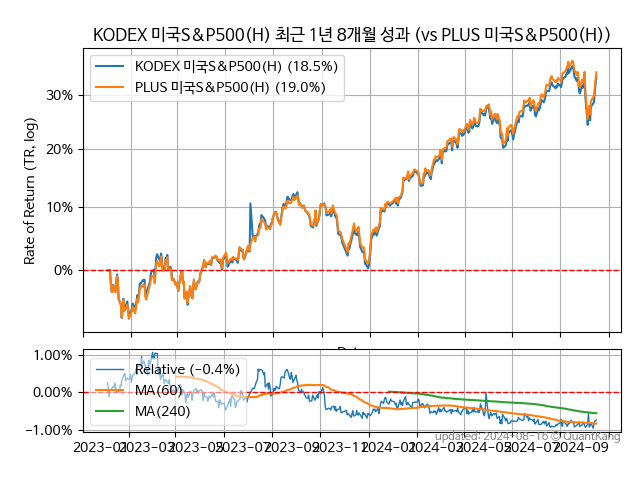 KODEX 미국S&P500(H) 최근 1년 8개월 성과 (vs PLUS 미국S&P500(H))
KODEX 미국S&P500(H) (18.5%)
PLUS 미국S&P500(H) (19.0%)
Rate of Return (TR, log)
30%
20%
10%
0%
1.00%
0.00%
-1.00%
Relative (-0.4%)
MA(60)
MA(240)
2023-01
2023-03
2023-05
2023-07
2023-09
2023-11
2024-01
2024-03
2024-05
2024-07
2024-09
updated: 2024-08-16 © QuantKang